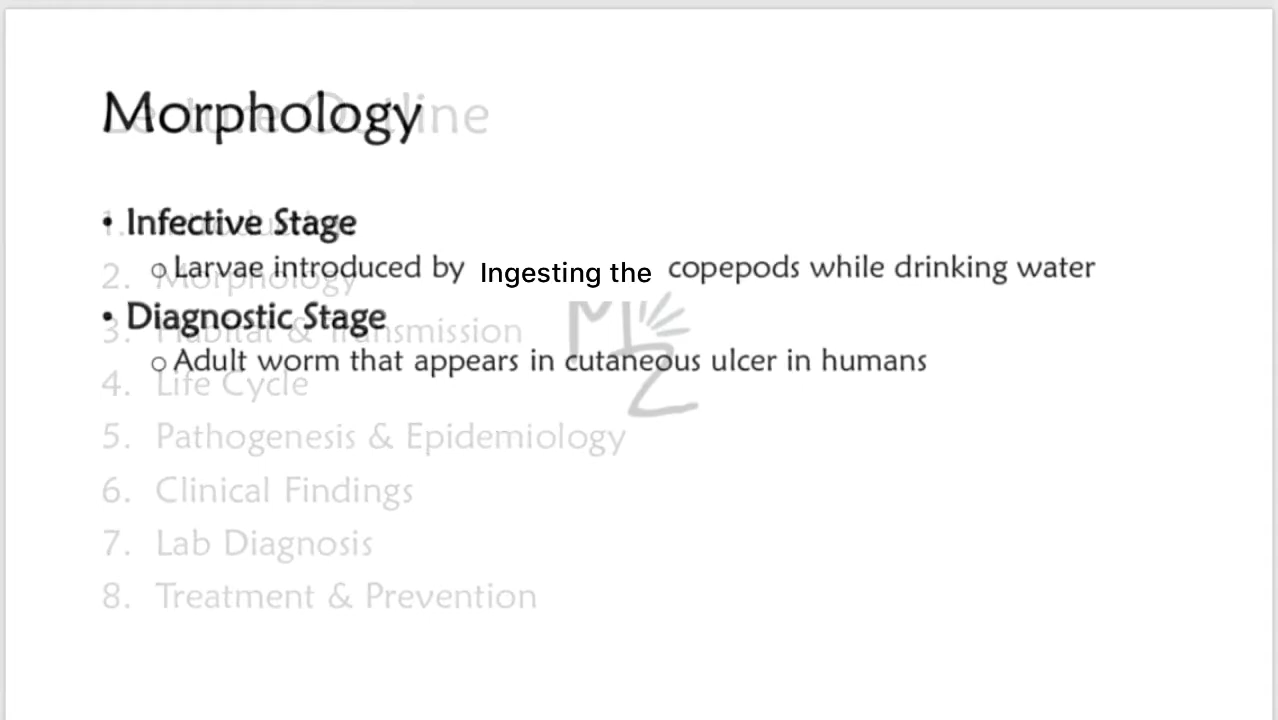 Morphology
• Infective Stage
o Larvae introduced by Ingesting the copepods while drinking water
• Diagnostic Stage
o Adult worm that appears in cutaneous ulcer in humans
Lecture Outline
1. Introduction
2. Morphology
3. Habitat & Transmission
4. Life Cycle
5. Pathogenesis & Epidemiology
6. Clinical Findings
7. Lab Diagnosis
8. Treatment & Prevention